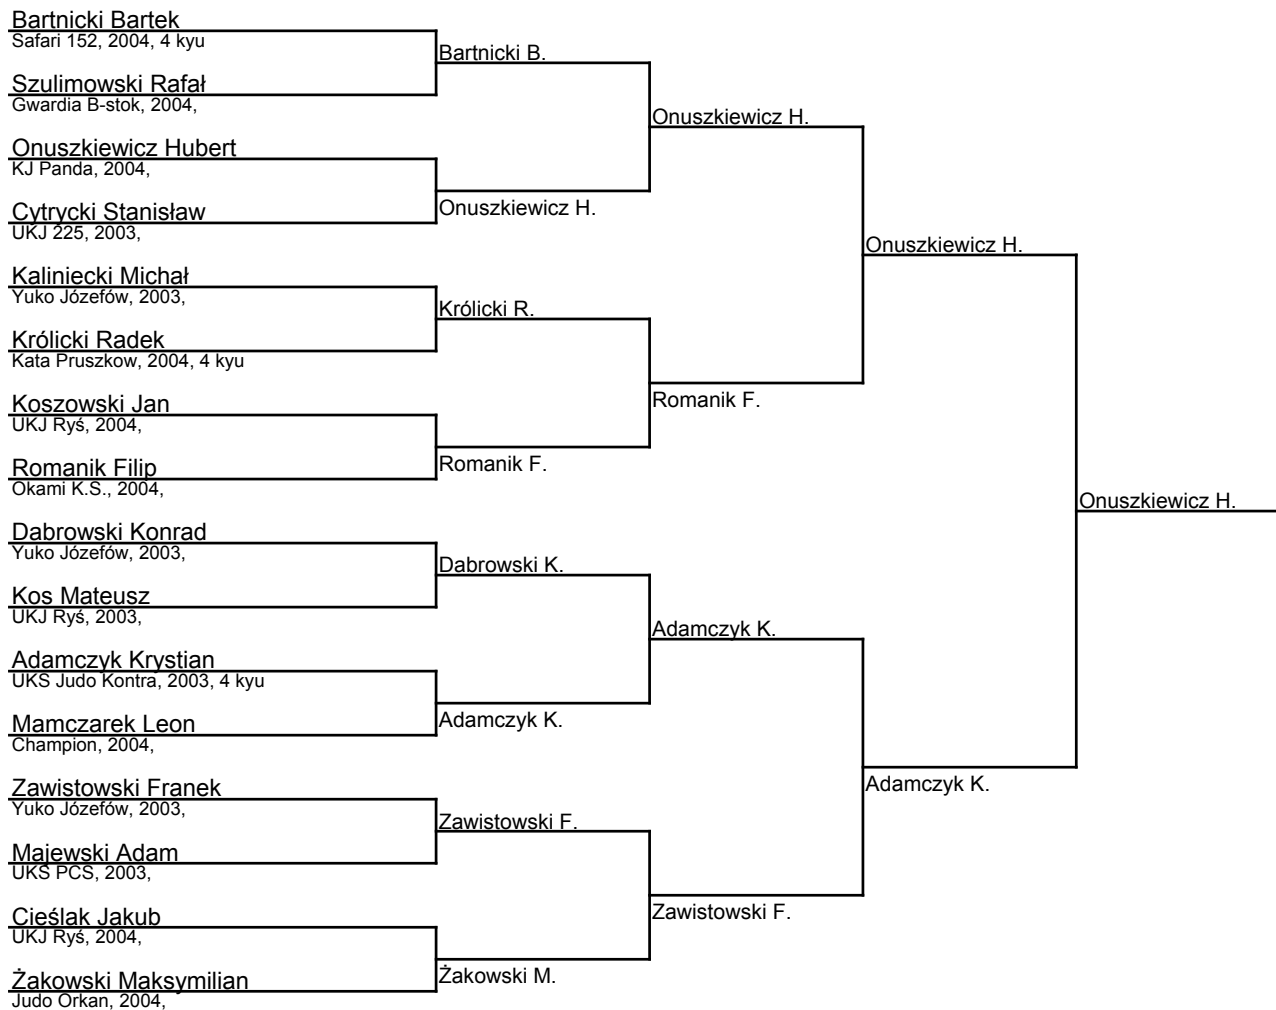 Bartnicki Bartek
Safari 152, 2004, 4 kyu
Szulimowski Rafał
Gwardia B-stok, 2004,
Onuszkiewicz Hubert
KJ Panda, 2004,
Cytrycki Stanisław
UKJ 225, 2003,
Kaliniecki Michał
Yuko Józefów, 2003,
Królicki Radek
Kata Pruszkow, 2004, 4 kyu
Koszowski Jan
UKJ Ryś, 2004,
Romanik Filip
Okami K.S., 2004,
Dabrowski Konrad
Yuko Józefów, 2003,
Kos Mateusz
UKJ Ryś, 2003,
Adamczyk Krystian
UKS Judo Kontra, 2003, 4 kyu
Mamczarek Leon
Champion, 2004,
Zawistowski Franek
Yuko Józefów, 2003,
Majewski Adam
UKS PCS, 2003,
Cieślak Jakub
UKJ Ryś, 2004,
Żakowski Maksymilian
Judo Orkan, 2004,
Bartnicki B.
Onuszkiewicz H.
Królicki R.
Romanik F.
Dabrowski K.
Adamczyk K.
Zawistowski F.
Żakowski M.
Onuszkiewicz H.
Romanik F.
Adamczyk K.
Zawistowski F.
Onuszkiewicz H.
Adamczyk K.
Onuszkiewicz H.